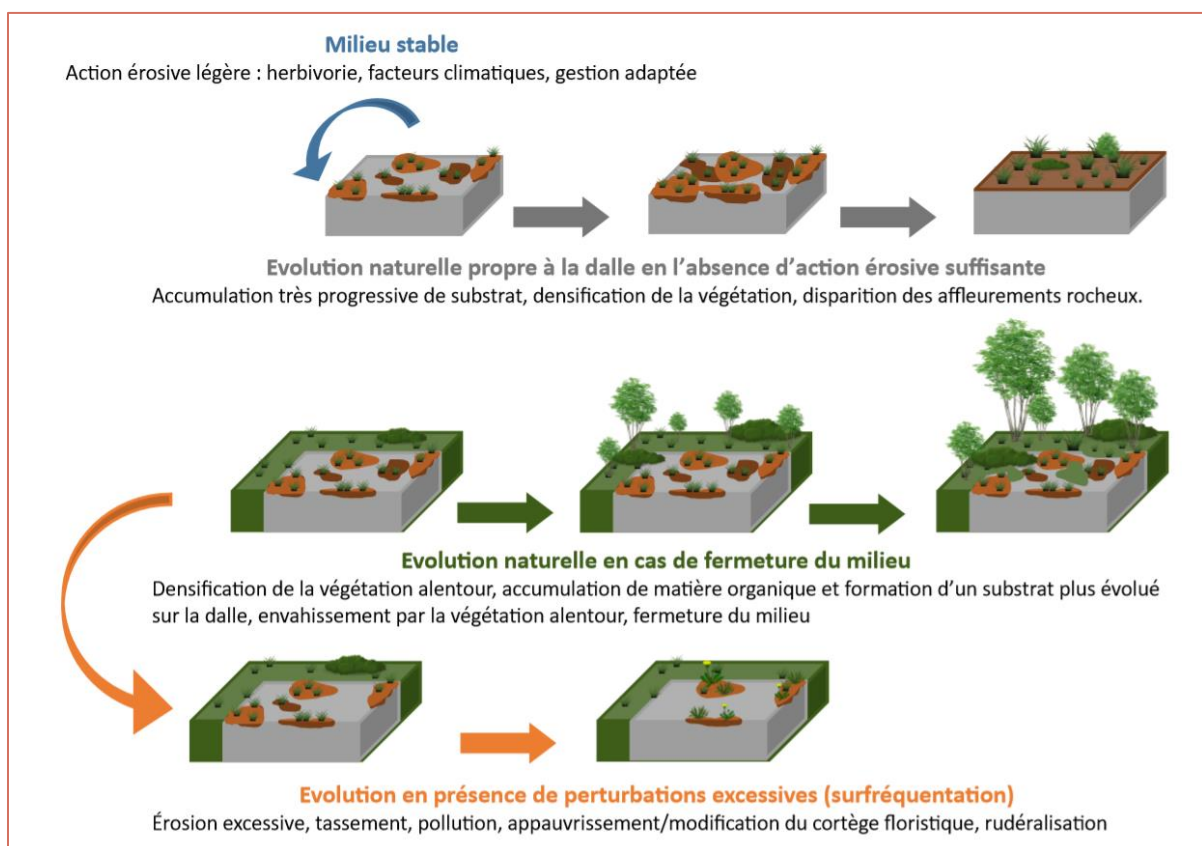 Milieu stable
Action érosive légère : herbivorie, facteurs climatiques, gestion adaptée
Evolution naturelle propre à la dalle en l'absence d'action érosive suffisante
Accumulation très progressive de substrat, densification de la végétation, disparition des affleurements rocheux.
Evolution naturelle en cas de fermeture du milieu
Densification de la végétation alentour, accumulation de matière organique et formation d'un substrat plus évolué
sur la dalle, envahissement par la végétation alentour, fermeture du milieu
Evolution en présence de perturbations excessives (surfréquentation)
Érosion excessive, tassement, pollution, appauvrissement/modification du cortège floristique, rudéralisation